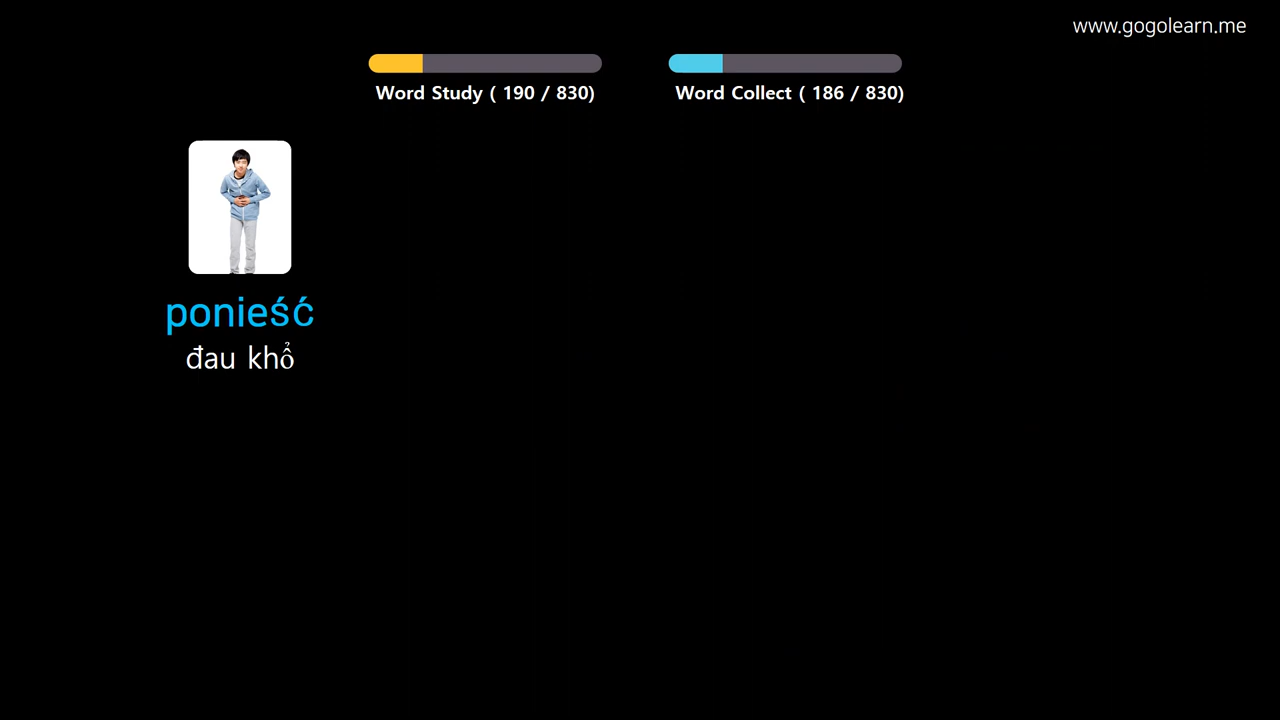 www.gogolearn.me
Word Study ( 190 / 830)
Word Collect ( 186 / 830)
ponieść
đau khổ